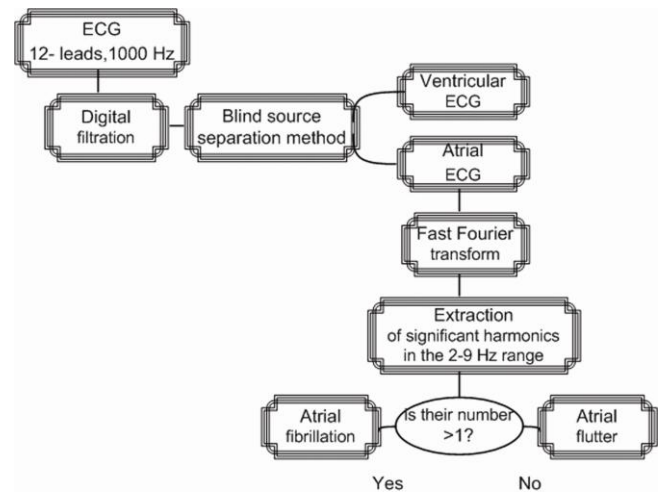 ECG
12- leads,1000 Hz
Digital
filtration
Blind source
separation method
Ventricular
ECG
Atrial
ECG
Fast Fourier
transform
Extraction
of significant harmonics
in the 2-9 Hz range
Is their number
>1?
Atrial
fibrillation
Atrial
flutter
Yes
No